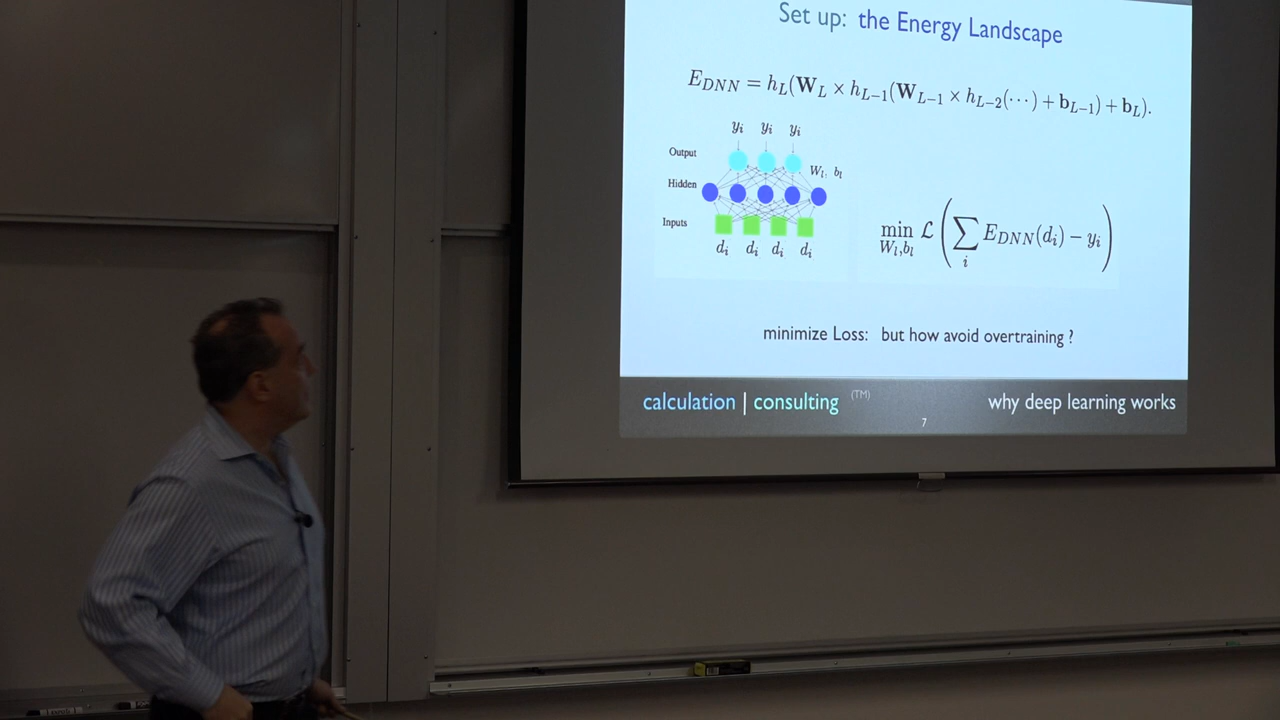 Set up: the Energy Landscape
E_{DNN} = h_L(W_L × h_{L−1}(W_{L−1} × h_{L−2}(⋯) + b_{L−1}) + b_L).
y_i y_i y_i
Output
W_l, b_l
Hidden
Inputs
d_i d_i d_i d_i
min_{W_l,b_l} ℒ (∑_i E_{DNN}(d_i) − y_i)
minimize Loss: but how avoid overtraining ?
calculation | consulting (TM) why deep learning works
7